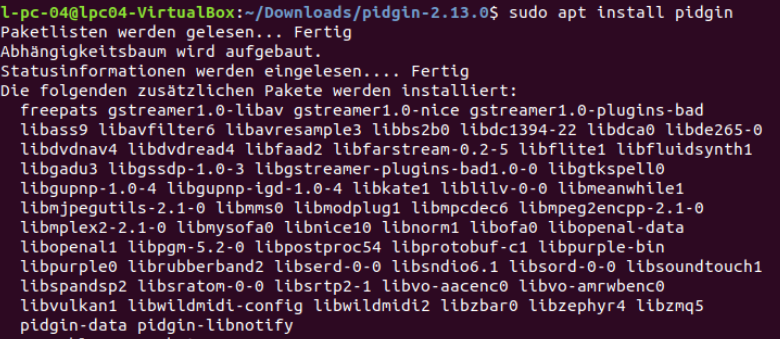 l-pc-04@lpc04-VirtualBox:~/Downloads/pidgin-2.13.0$ sudo apt install pidgin
Paketlisten werden gelesen... Fertig
Abhängigkeitsbaum wird aufgebaut.
Statusinformationen werden eingelesen.... Fertig
Die folgenden zusätzlichen Pakete werden installiert:
freepats gstreamer1.0-libav gstreamer1.0-nice gstreamer1.0-plugins-bad
libass9 libavfilter6 libavresample3 libbs2b0 libdc1394-22 libdca0 libde265-0
libdvdnav4 libdvdread4 libfaad2 libfarstream-0.2-5 libflite1 libfluidsynth1
libgadu3 libgssdp-1.0-3 libgstreamer-plugins-bad1.0-0 libgtkspell0
libgupnp-1.0-4 libgupnp-igd-1.0-4 libkate1 liblilv-0-0 libmeanwhile1
libmjpegutils-2.1-0 libmms0 libmodplug1 libmpcdec6 libmpeg2encpp-2.1-0
libmplex2-2.1-0 libmysofa0 libnice10 libnorm1 libofa0 libopenal-data
libopenal1 libpgm-5.2-0 libpostproc54 libprotobuf-c1 libpurple-bin
libpurple0 librubberband2 libserd-0-0 libsndio6.1 libsord-0-0 libsoundtouch1
libspandsp2 libsratom-0-0 libsrtp2-1 libvo-aacenc0 libvo-amrwbenc0
libvulkan1 libwildmidi-config libwildmidi2 libzbar0 libzephyr4 libzmq5
pidgin-data pidgin-libnotify